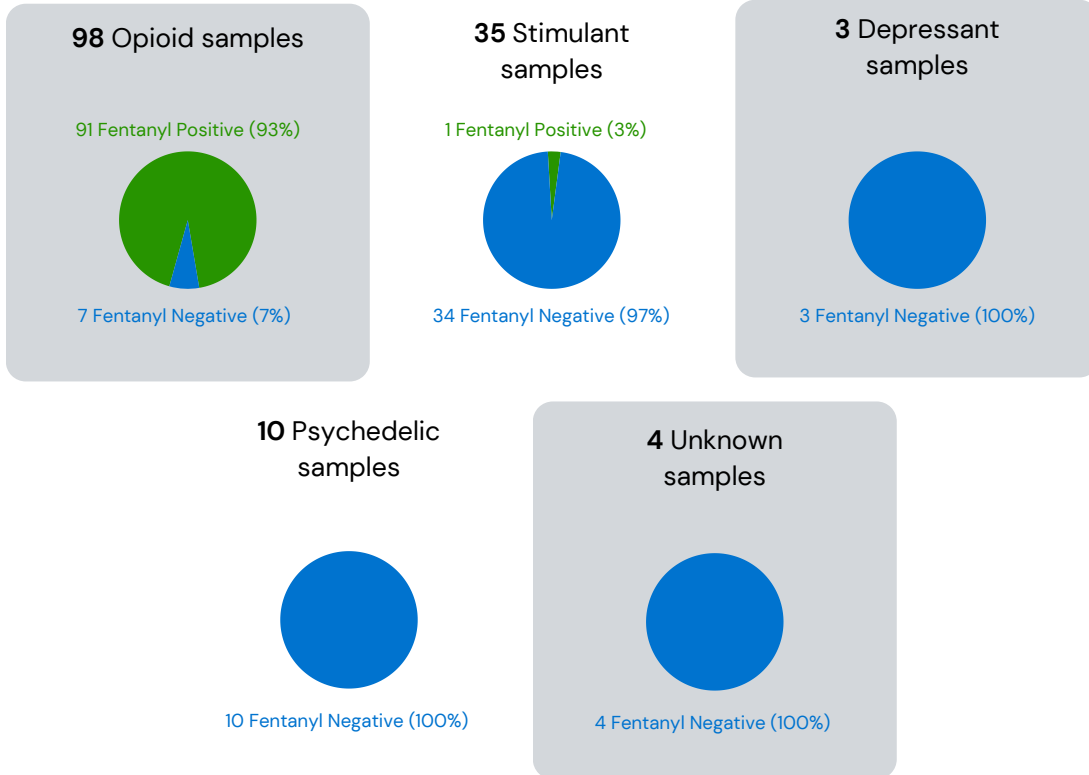 98 Opioid samples
91 Fentanyl Positive (93%)
7 Fentanyl Negative (7%)
35 Stimulant
samples
1 Fentanyl Positive (3%)
34 Fentanyl Negative (97%)
3 Depressant
samples
3 Fentanyl Negative (100%)
10 Psychedelic
samples
10 Fentanyl Negative (100%)
4 Unknown
samples
4 Fentanyl Negative (100%)